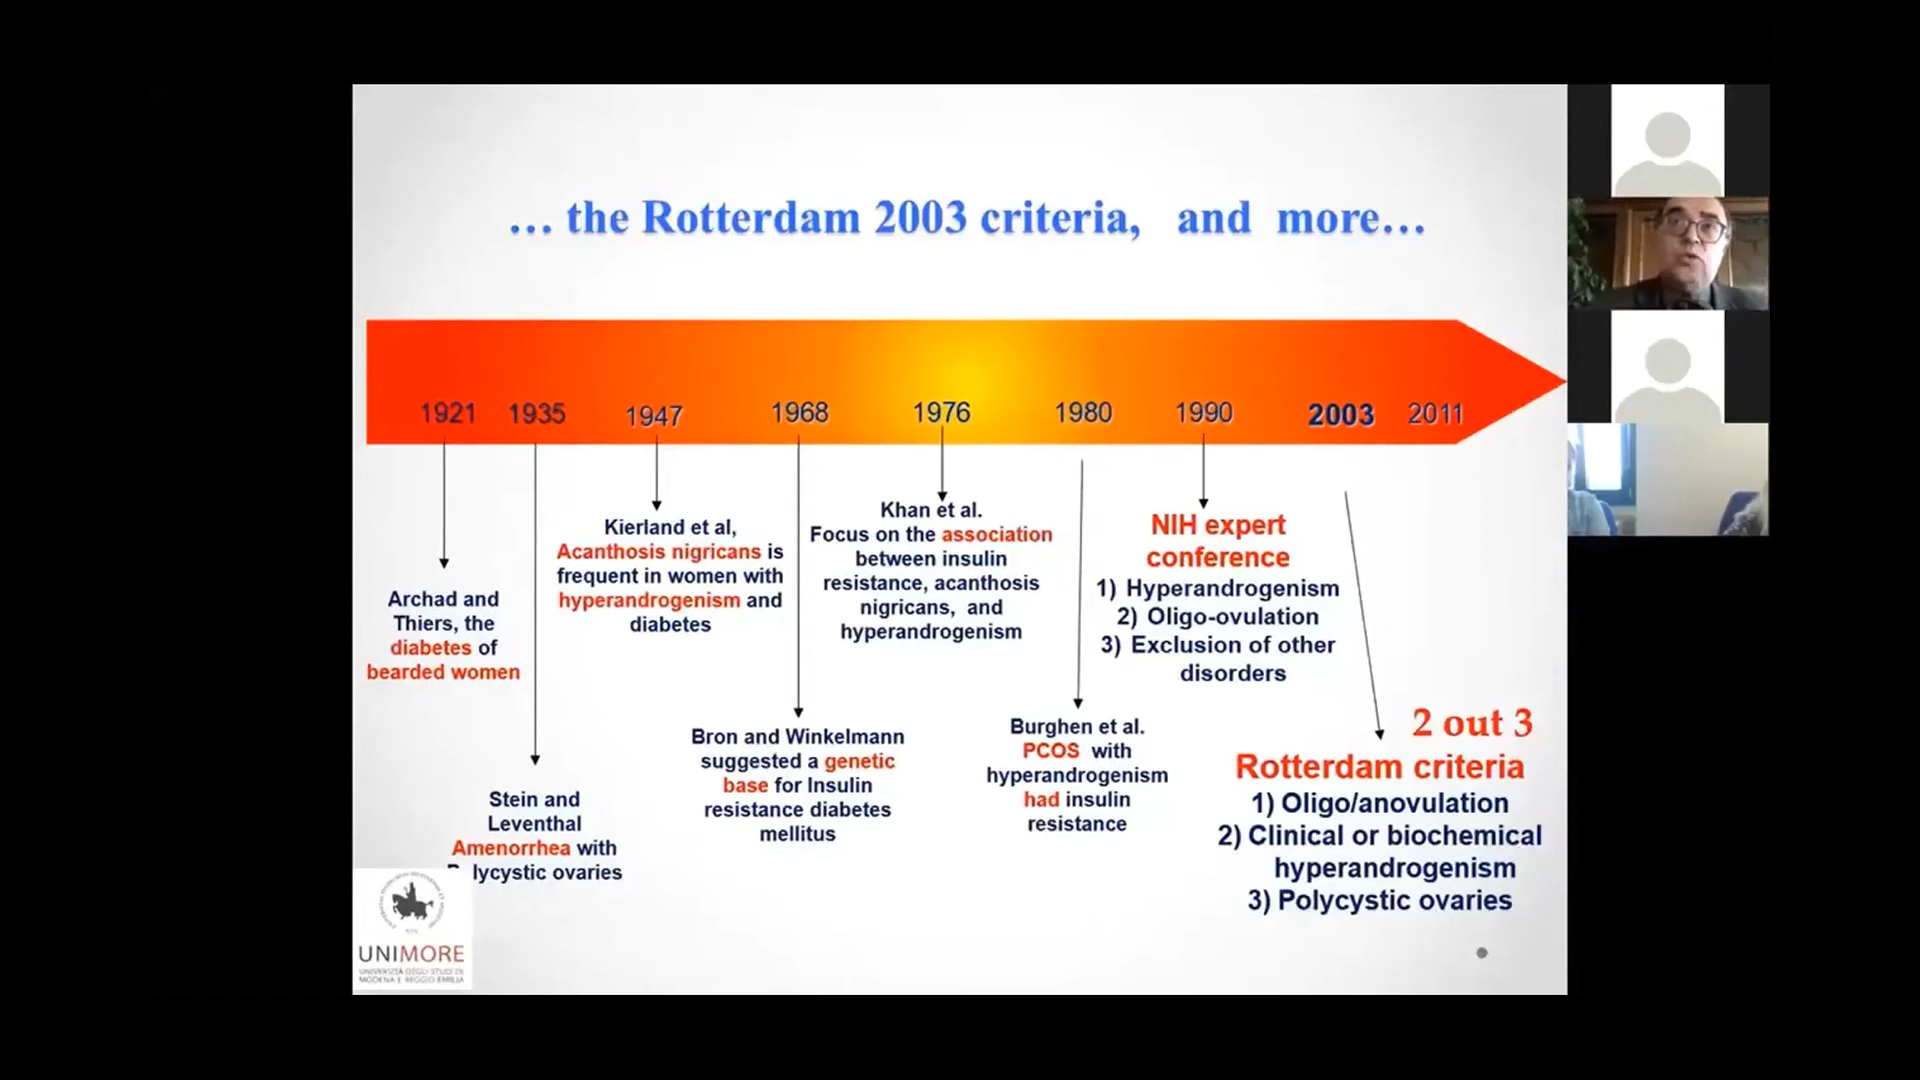 … the Rotterdam 2003 criteria, and more…
1921 1935 1947 1968 1976 1980 1990 2003 2011
Archad and
Thiers, the
diabetes of
bearded women
Stein and
Leventhal
Amenorrhea with
lycystic ovaries
Kierland et al,
Acanthosis nigricans is
frequent in women with
hyperandrogenism and
diabetes
Bron and Winkelmann
suggested a genetic
base for Insulin
resistance diabetes
mellitus
Khan et al.
Focus on the association
between insulin
resistance, acanthosis
nigricans, and
hyperandrogenism
Burghen et al.
PCOS with
hyperandrogenism
had insulin
resistance
NIH expert
conference
1) Hyperandrogenism
2) Oligo-ovulation
3) Exclusion of other
disorders
2 out 3
Rotterdam criteria
1) Oligo/anovulation
2) Clinical or biochemical
hyperandrogenism
3) Polycystic ovaries
UNIMORE
UNIVERSITÀ DEGLI STUDI DI
MODENA E REGGIO EMILIA